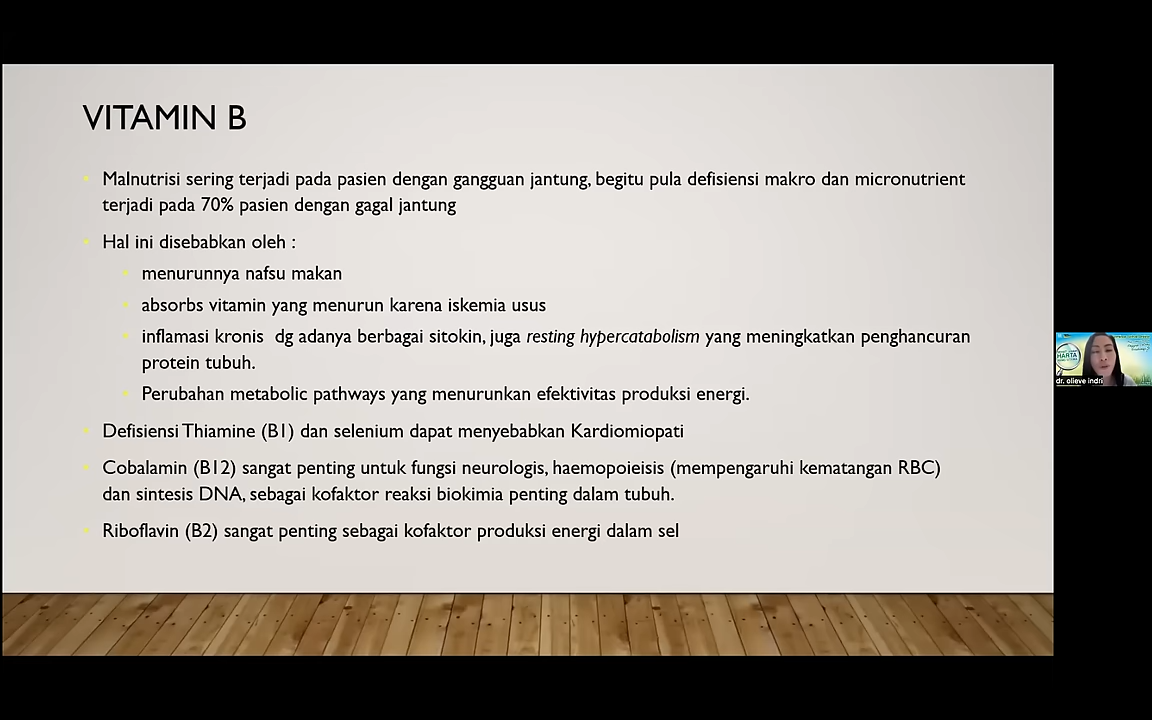 VITAMIN B
Malnutrisi sering terjadi pada pasien dengan gangguan jantung, begitu pula defisiensi makro dan micronutrient
terjadi pada 70% pasien dengan gagal jantung
Hal ini disebabkan oleh :
menurunnya nafsu makan
absorbs vitamin yang menurun karena iskemia usus
inflamasi kronis dg adanya berbagai sitokin, juga resting hypercatabolism yang meningkatkan penghancuran
protein tubuh.
Perubahan metabolic pathways yang menurunkan efektivitas produksi energi.
Defisiensi Thiamine (B1) dan selenium dapat menyebabkan Kardiomiopati
Cobalamin (B12) sangat penting untuk fungsi neurologis, haemopoieisis (mempengaruhi kematangan RBC)
dan sintesis DNA, sebagai kofaktor reaksi biokimia penting dalam tubuh.
Riboflavin (B2) sangat penting sebagai kofaktor produksi energi dalam sel
HARTA
dr. olieve indri